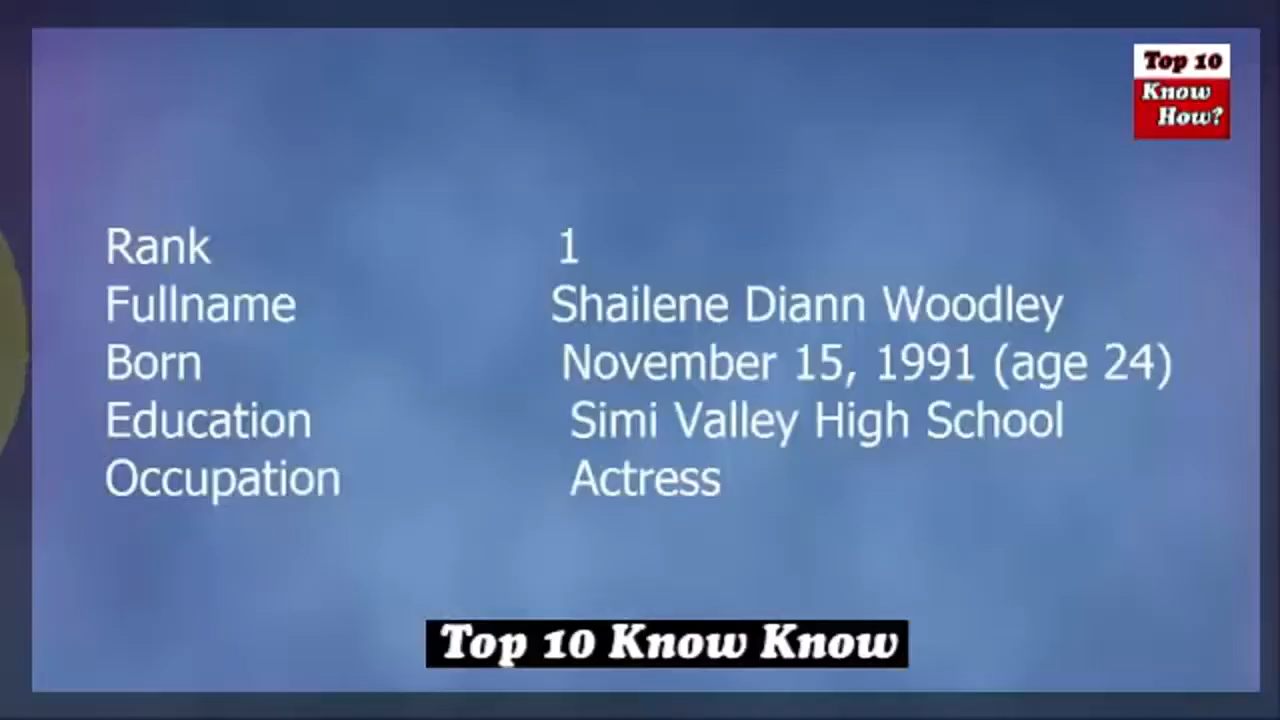 Top 10
Know
How?
Rank 1
Fullname Shailene Diann Woodley
Born November 15, 1991 (age 24)
Education Simi Valley High School
Occupation Actress
Top 10 Know Know